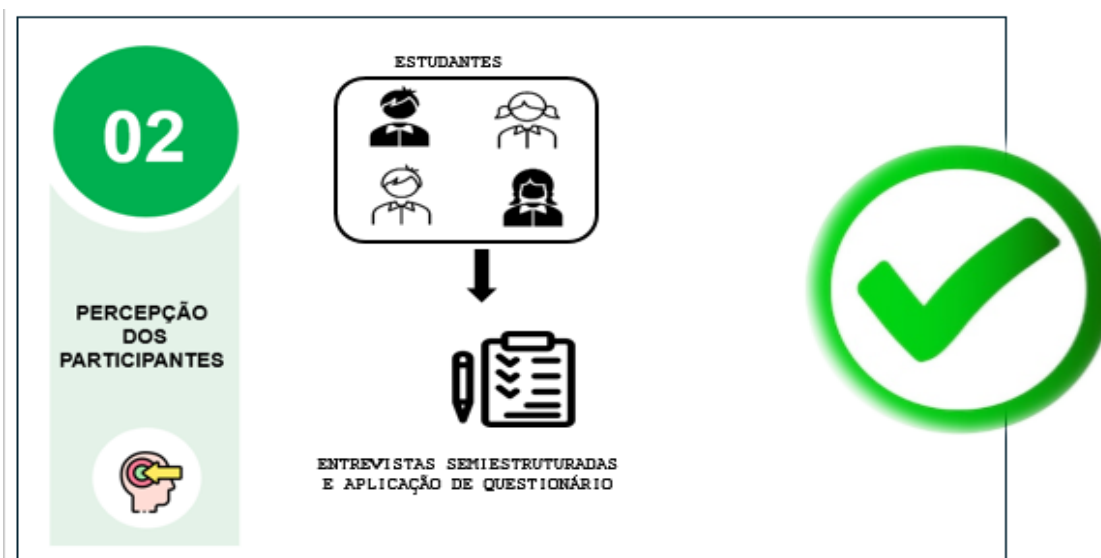 02
PERCEPÇÃO
DOS
PARTICIPANTES
ESTUDANTES
ENTREVISTAS SEMIESTRUTURADAS
E APLICAÇÃO DE QUESTIONÁRIO